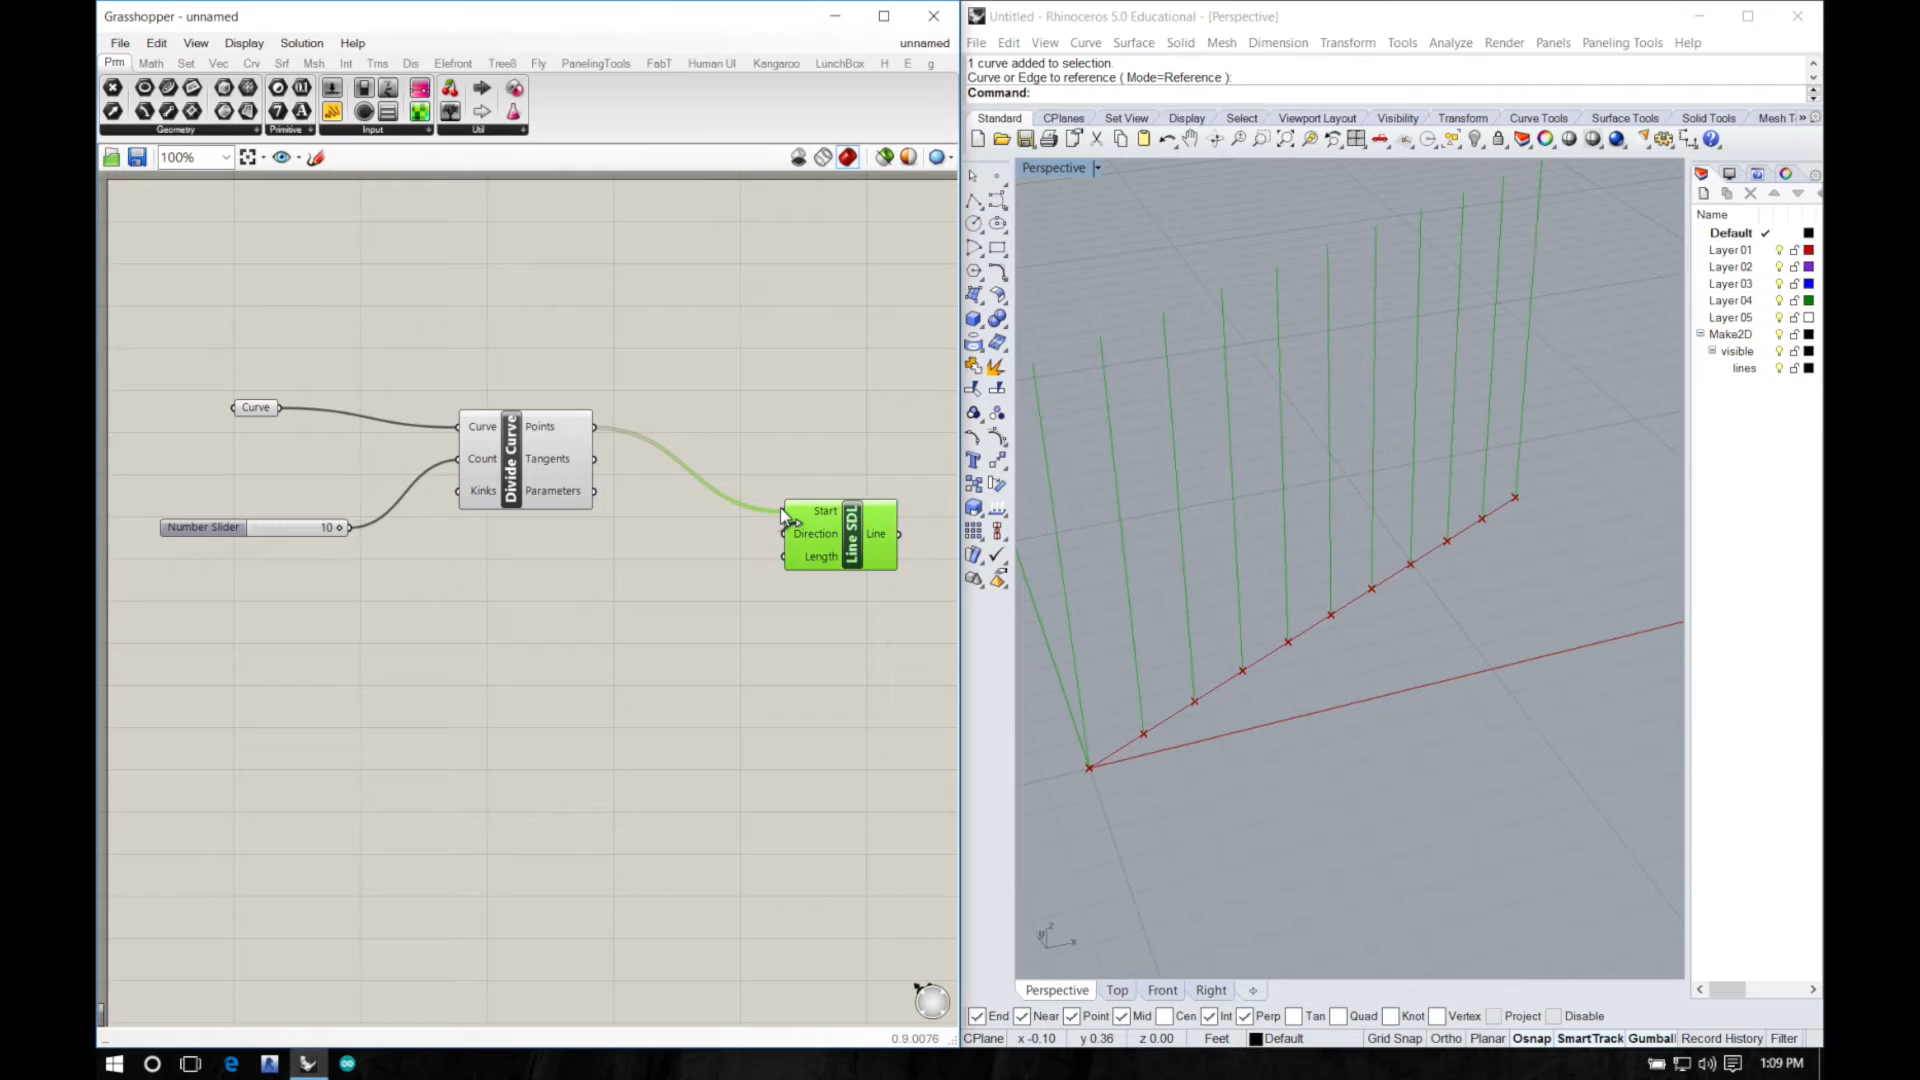 Grasshopper - unnamed
File Edit View Display Solution Help unnamed
Prm Math Set Vec Crv Srf Msh Int Trns Dis Elefront Tree8 Fly PanelingTools FabT Human UI Kangaroo LunchBox H E g
Geometry Primitive Input Util
100%
Curve
Number Slider 10
Divide Curve
Curve Points
Count Tangents
Kinks Parameters
Line SDL
Start
Direction Line
Length
0.9.0076
Untitled - Rhinoceros 5.0 Educational - [Perspective]
File Edit View Curve Surface Solid Mesh Dimension Transform Tools Analyze Render Panels Paneling Tools Help
1 curve added to selection.
Curve or Edge to reference ( Mode=Reference ):
Command:
Standard CPlanes Set View Display Select Viewport Layout Visibility Transform Curve Tools Surface Tools Solid Tools Mesh T
Perspective
Name
Default
Layer 01
Layer 02
Layer 03
Layer 04
Layer 05
Make2D
visible
lines
z
y
x
Perspective Top Front Right
End Near Point Mid Cen Int Perp Tan Quad Knot Vertex Project Disable
CPlane x -0.10 y 0.36 z 0.00 Feet Default Grid Snap Ortho Planar Osnap SmartTrack Gumball Record History Filter
1:09 PM